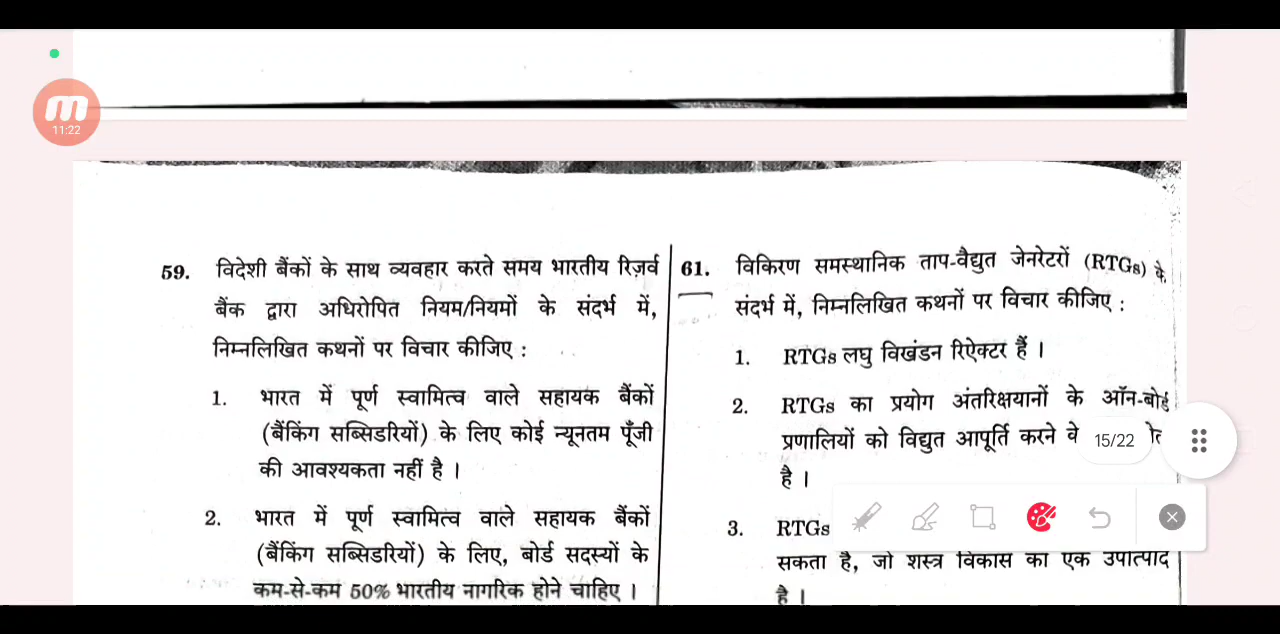 11:22
59. विदेशी बैंकों के साथ व्यवहार करते समय भारतीय रिज़र्व
बैंक द्वारा अधिरोपित नियम/नियमों के संदर्भ में,
निम्नलिखित कथनों पर विचार कीजिए :
1. भारत में पूर्ण स्वामित्व वाले सहायक बैंकों
(बैंकिंग सब्सिडरियों) के लिए कोई न्यूनतम पूँजी
की आवश्यकता नहीं है ।
2. भारत में पूर्ण स्वामित्व वाले सहायक बैंकों
(बैंकिंग सब्सिडरियों) के लिए, बोर्ड सदस्यों के
कम-से-कम 50% भारतीय नागरिक होने चाहिए ।
61. विकिरण समस्थानिक ताप-वैद्युत जेनरेटरों (RTGs) के
संदर्भ में, निम्नलिखित कथनों पर विचार कीजिए :
1. RTGs लघु विखंडन रिऐक्टर हैं ।
2. RTGs का प्रयोग अंतरिक्षयानों के ऑन-बोर्ड
प्रणालियों को विद्युत आपूर्ति करने
है ।
3. RTGs
सकता है, जो शस्त्र विकास का एक उपोत्पाद
है ।
15/22